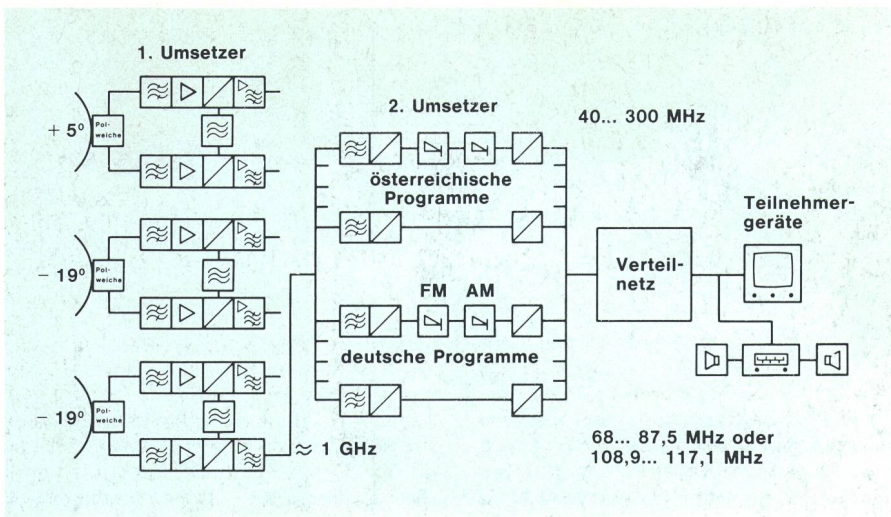 1. Umsetzer
+ 5°
Pol-
weiche
− 19°
Pol-
weiche
− 19°
Pol-
weiche
≈ 1 GHz
2. Umsetzer
österreichische
Programme
FM AM
deutsche Programme
40... 300 MHz
Verteil-
netz
Teilnehmer-
geräte
68... 87,5 MHz oder
108,9... 117,1 MHz